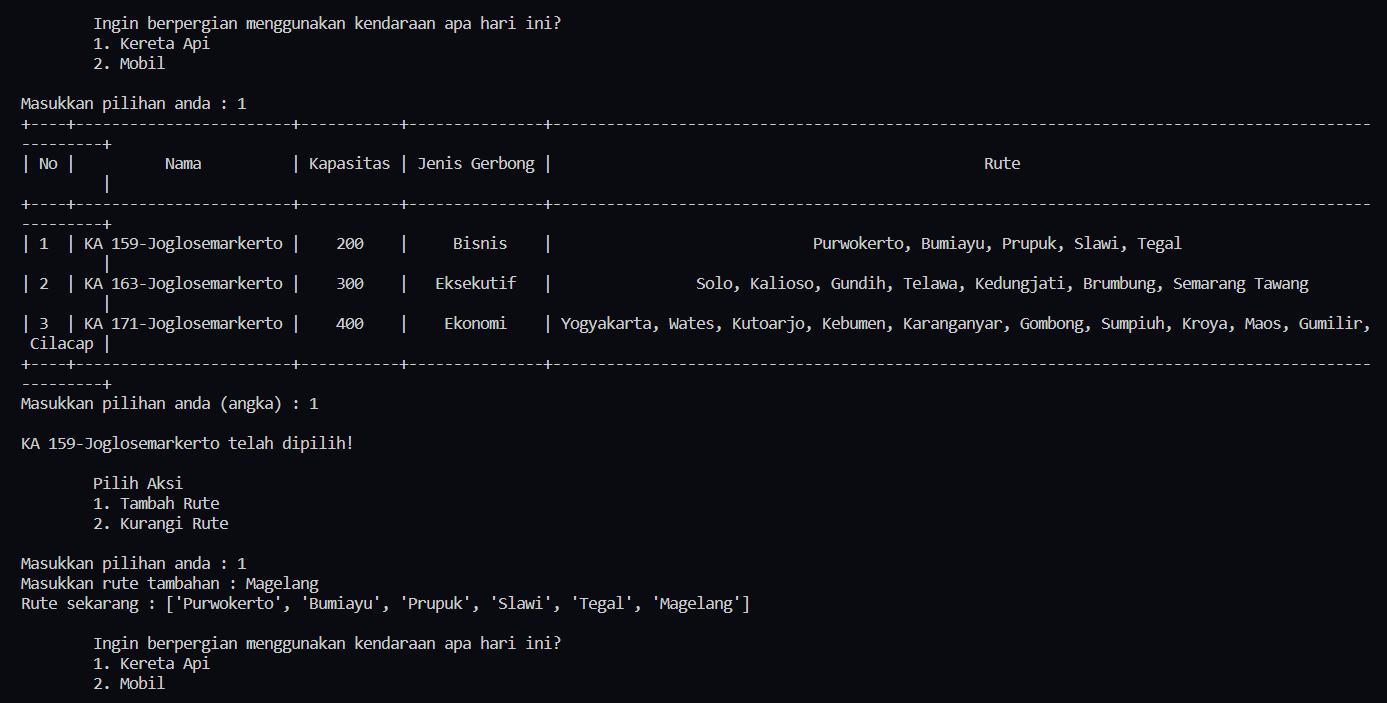 Ingin berpergian menggunakan kendaraan apa hari ini?
1. Kereta Api
2. Mobil
Masukkan pilihan anda : 1
+----+------------------------+-----------+---------------+-------------------------------------------------------------------------------------------
---------+
| No |          Nama          | Kapasitas | Jenis Gerbong |                                                Rute
         |
+----+------------------------+-----------+---------------+-------------------------------------------------------------------------------------------
---------+
| 1  | KA 159-Joglosemarkerto |    200    |     Bisnis    |                             Purwokerto, Bumiayu, Prupuk, Slawi, Tegal
         |
| 2  | KA 163-Joglosemarkerto |    300    |   Eksekutif   |                Solo, Kalioso, Gundih, Telawa, Kedungjati, Brumbung, Semarang Tawang
         |
| 3  | KA 171-Joglosemarkerto |    400    |    Ekonomi    | Yogyakarta, Wates, Kutoarjo, Kebumen, Karanganyar, Gombong, Sumpiuh, Kroya, Maos, Gumilir,
 Cilacap |
+----+------------------------+-----------+---------------+-------------------------------------------------------------------------------------------
---------+
Masukkan pilihan anda (angka) : 1
KA 159-Joglosemarkerto telah dipilih!
Pilih Aksi
1. Tambah Rute
2. Kurangi Rute
Masukkan pilihan anda : 1
Masukkan rute tambahan : Magelang
Rute sekarang : ['Purwokerto', 'Bumiayu', 'Prupuk', 'Slawi', 'Tegal', 'Magelang']
Ingin berpergian menggunakan kendaraan apa hari ini?
1. Kereta Api
2. Mobil